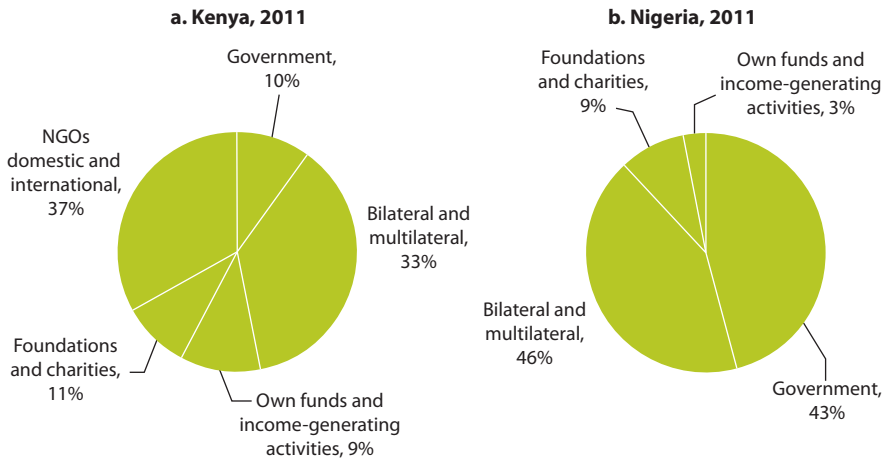 a. Kenya, 2011
Government,
10%
NGOs
domestic and
international,
37%
Bilateral and
multilateral,
33%
Foundations
and charities,
11%
Own funds and
income-generating
activities, 9%
b. Nigeria, 2011
Foundations
and charities,
9%
Own funds and
income-generating
activities, 3%
Bilateral and
multilateral,
46%
Government,
43%